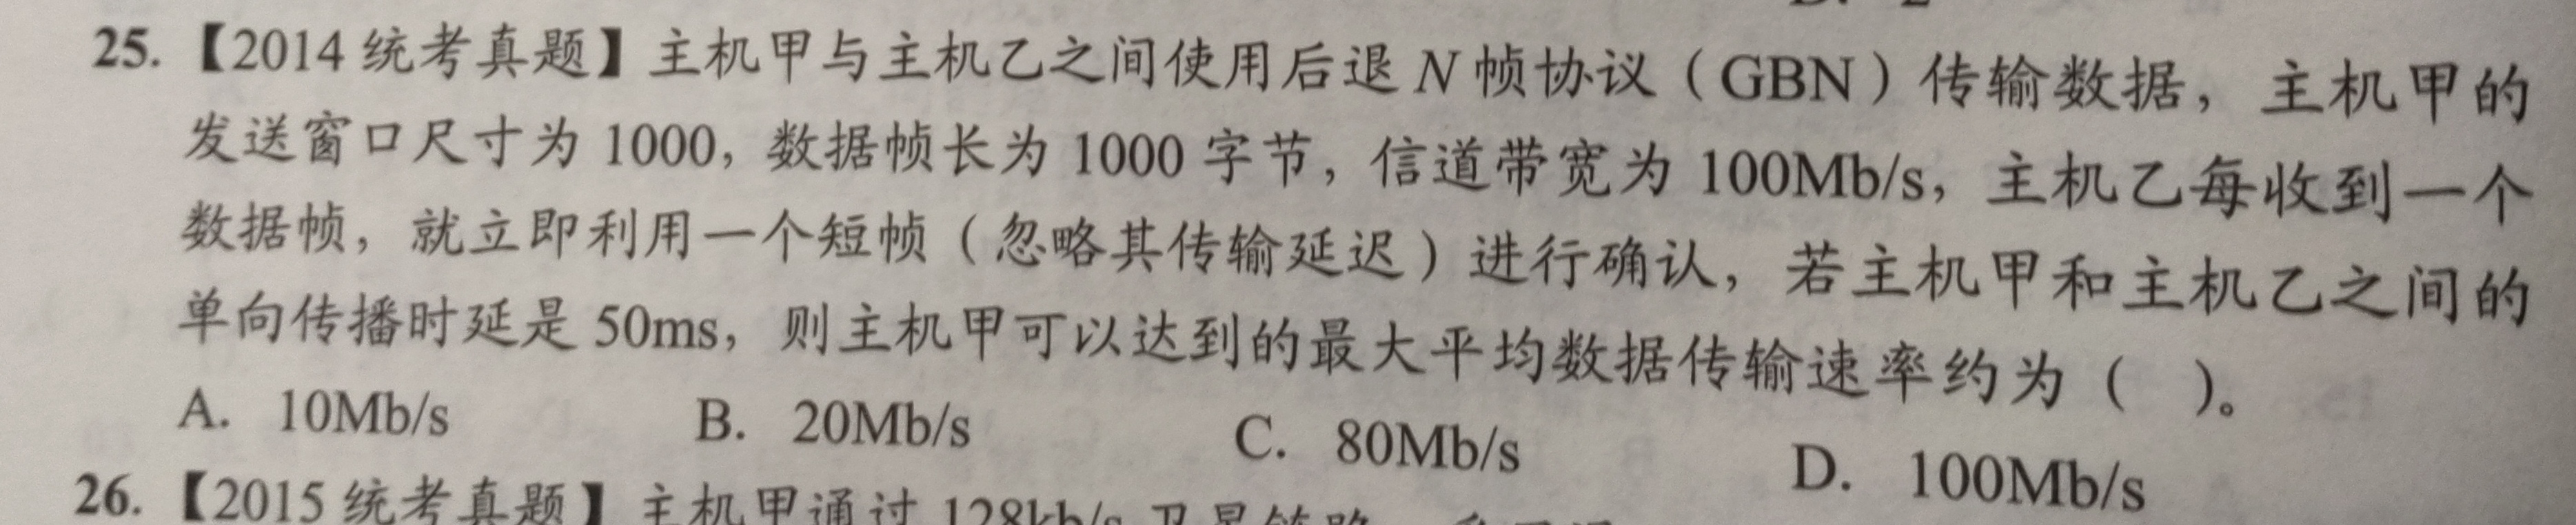 25. 【2014 统考真题】主机甲与主机乙之间使用后退 N 帧协议（GBN）传输数据，主机甲的
发送窗口尺寸为 1000，数据帧长为 1000 字节，信道带宽为 100Mb/s，主机乙每收到一个
数据帧，就立即利用一个短帧（忽略其传输延迟）进行确认，若主机甲和主机乙之间的
单向传播时延是 50ms，则主机甲可以达到的最大平均数据传输速率约为（ ）。
A. 10Mb/s B. 20Mb/s C. 80Mb/s D. 100Mb/s
26. 【2015 统考真题】主机甲通过 128kb/s 卫星链路